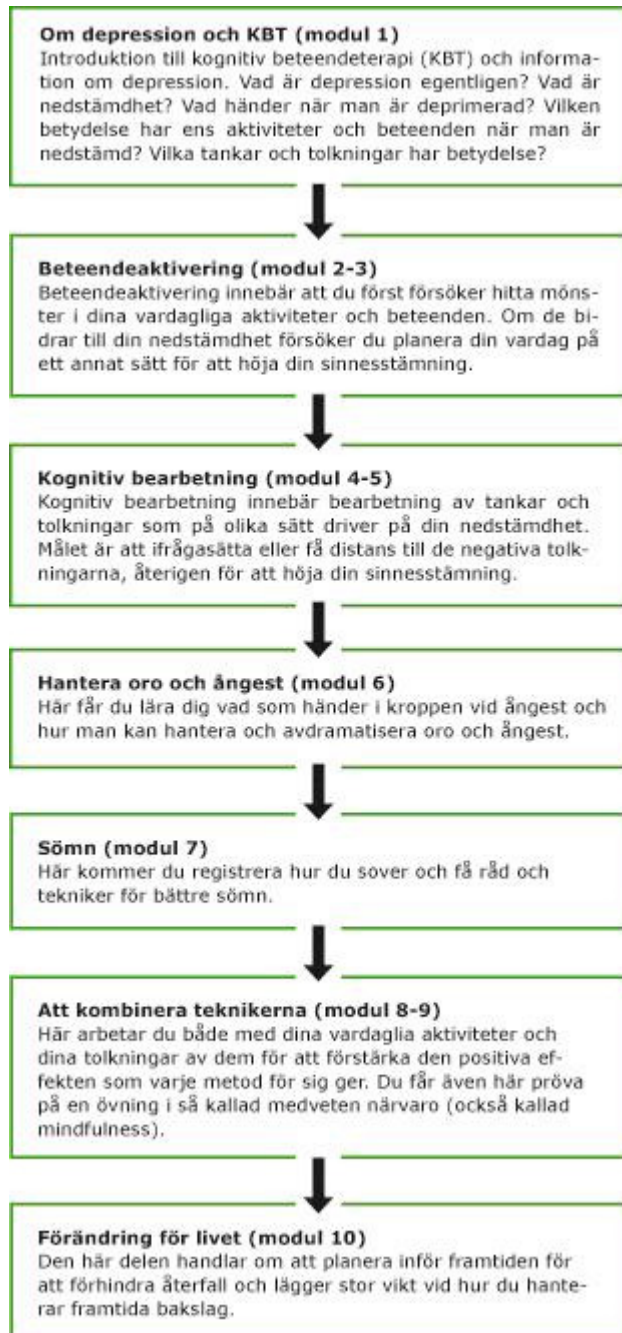 Om depression och KBT (modul 1)
Introduktion till kognitiv beteendeterapi (KBT) och informa-
tion om depression. Vad är depression egentligen? Vad är
nedstämdhet? Vad händer när man är deprimerad? Vilken
betydelse har ens aktiviteter och beteenden när man är
nedstämd? Vilka tankar och tolkningar har betydelse?
Beteendeaktivering (modul 2-3)
Beteendeaktivering innebär att du först försöker hitta möns-
ter i dina vardagliga aktiviteter och beteenden. Om de bi-
drar till din nedstämdhet försöker du planera din vardag på
ett annat sätt för att höja din sinnesstämning.
Kognitiv bearbetning (modul 4-5)
Kognitiv bearbetning innebär bearbetning av tankar och
tolkningar som på olika sätt driver på din nedstämdhet.
Målet är att ifrågasätta eller få distans till de negativa tolk-
ningarna, återigen för att höja din sinnesstämning.
Hantera oro och ångest (modul 6)
Här får du lära dig vad som händer i kroppen vid ångest och
hur man kan hantera och avdramatisera oro och ångest.
Sömn (modul 7)
Här kommer du registrera hur du sover och få råd och
tekniker för bättre sömn.
Att kombinera teknikerna (modul 8-9)
Här arbetar du både med dina vardaglia aktiviteter och
dina tolkningar av dem för att förstärka den positiva ef-
fekten som varje metod för sig ger. Du får även här pröva
på en övning i så kallad medveten närvaro (också kallad
mindfulness).
Förändring för livet (modul 10)
Den här delen handlar om att planera inför framtiden för
att förhindra återfall och lägger stor vikt vid hur du hante-
rar framtida bakslag.